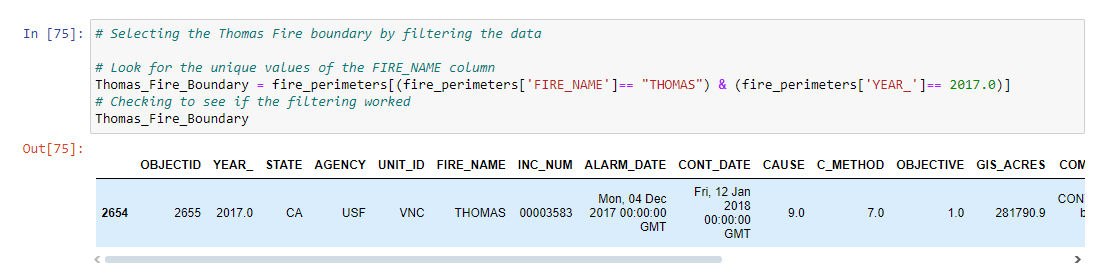 In [75]: # Selecting the Thomas Fire boundary by filtering the data
# Look for the unique values of the FIRE_NAME column
Thomas_Fire_Boundary = fire_perimeters[(fire_perimeters['FIRE_NAME']== "THOMAS") & (fire_perimeters['YEAR_']== 2017.0)]
# Checking to see if the filtering worked
Thomas_Fire_Boundary
Out[75]:
OBJECTID YEAR_ STATE AGENCY UNIT_ID FIRE_NAME INC_NUM ALARM_DATE CONT_DATE CAUSE C_METHOD OBJECTIVE GIS_ACRES COM
2654 2655 2017.0 CA USF VNC THOMAS 00003583 Mon, 04 Dec 2017 00:00:00 GMT Fri, 12 Jan 2018 00:00:00 GMT 9.0 7.0 1.0 281790.9 CON